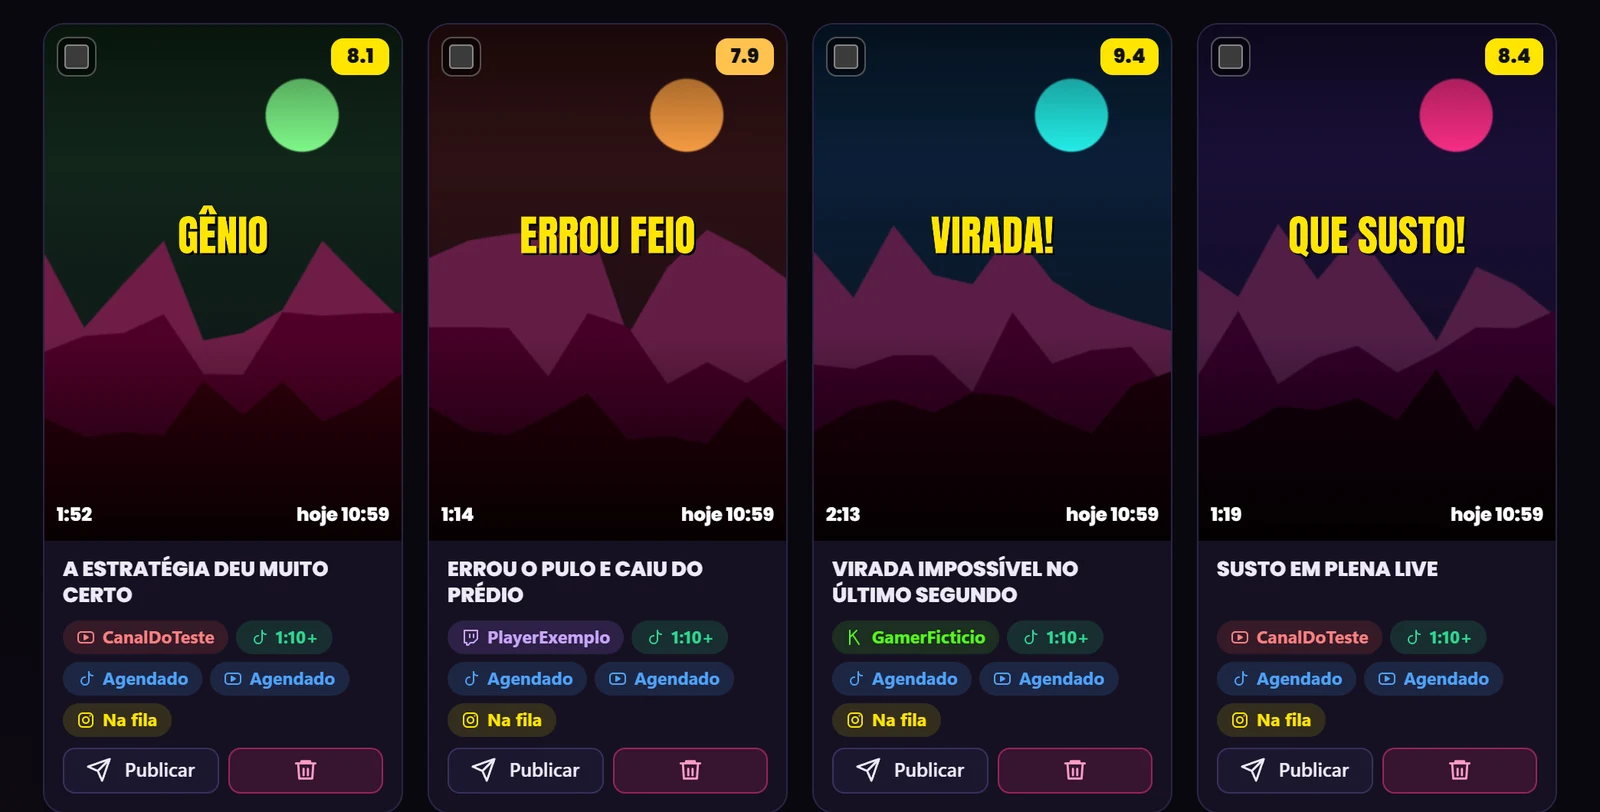 8.1
GÊNIO
1:52
hoje 10:59
A ESTRATÉGIA DEU MUITO
CERTO
CanalDoTeste
1:10+
Agendado
Agendado
Na fila
Publicar
7.9
ERROU FEIO
1:14
hoje 10:59
ERROU O PULO E CAIU DO
PRÉDIO
PlayerExemplo
1:10+
Agendado
Agendado
Na fila
Publicar
9.4
VIRADA!
2:13
hoje 10:59
VIRADA IMPOSSÍVEL NO
ÚLTIMO SEGUNDO
GamerFicticio
1:10+
Agendado
Agendado
Na fila
Publicar
8.4
QUE SUSTO!
1:19
hoje 10:59
SUSTO EM PLENA LIVE
CanalDoTeste
1:10+
Agendado
Agendado
Na fila
Publicar